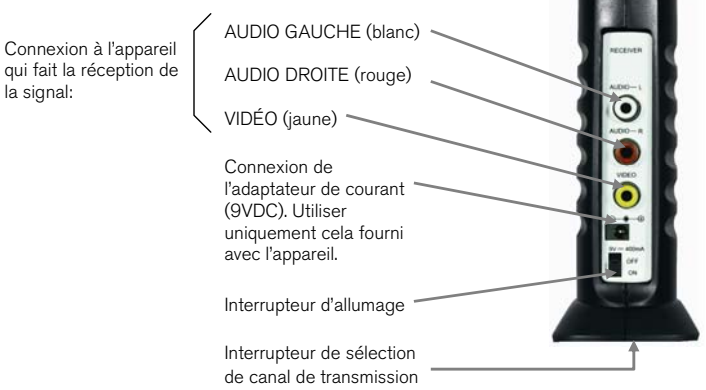 Connexion à l'appareil
qui fait la réception de
la signal:
AUDIO GAUCHE (blanc)
AUDIO DROITE (rouge)
VIDÉO (jaune)
Connexion de
l'adaptateur de courant
(9VDC). Utiliser
uniquement cela fourni
avec l'appareil.
Interrupteur d'allumage
Interrupteur de sélection
de canal de transmission
RECEIVER
AUDIO — L
AUDIO — R
VIDEO
9V ⎓ 400mA
OFF
ON